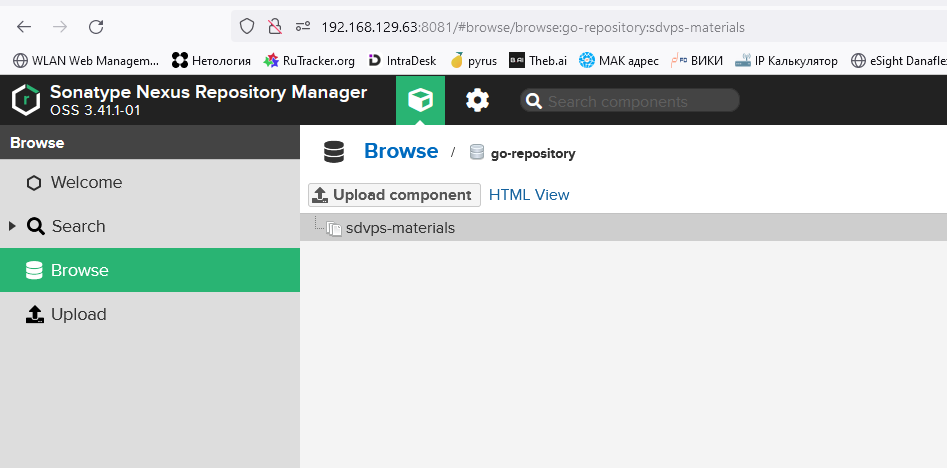 192.168.129.63:8081/#browse/browse:go-repository:sdvps-materials
WLAN Web Managem... Нетология RuTracker.org IntraDesk pyrus B.AI Theb.ai МАК адрес ВИКИ IP Калькулятор eSight Danaflex
Sonatype Nexus Repository Manager
OSS 3.41.1-01
Search components
Browse
Browse / go-repository
Welcome
Upload component HTML View
Search
sdvps-materials
Browse
Upload